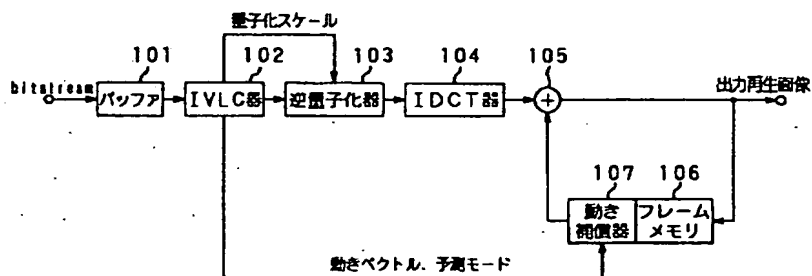 量子化スケール
101
102
103
104
105
bitstream
バッファ
IVLC器
逆量子化器
IDCT器
+
出力再生画像
107
106
動き
補償器
フレーム
メモリ
動きベクトル、予測モード